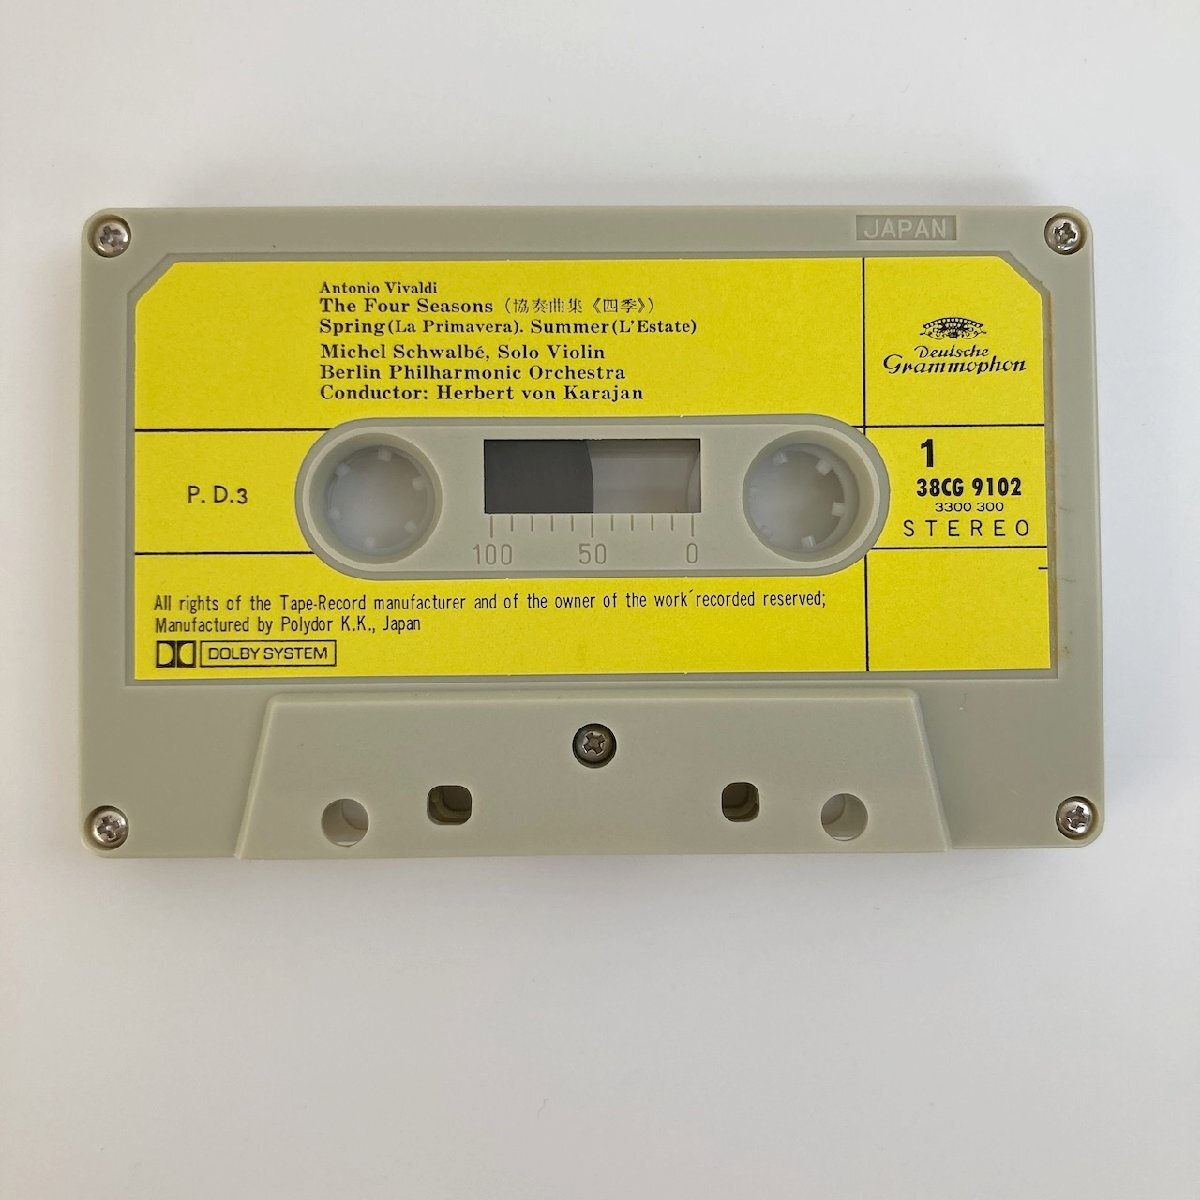 JAPAN
Antonio Vivaldi
The Four Seasons (協奏曲集《四季》)
Spring(La Primavera). Summer(L'Estate)
Michel Schwalbé, Solo Violin
Berlin Philharmonic Orchestra
Conductor: Herbert von Karajan
Deutsche
Grammophon
P. D.3
100 50 0
1
38CG 9102
3300 300
STEREO
All rights of the Tape-Record manufacturer and of the owner of the work recorded reserved;
Manufactured by Polydor K.K., Japan
DOLBY SYSTEM